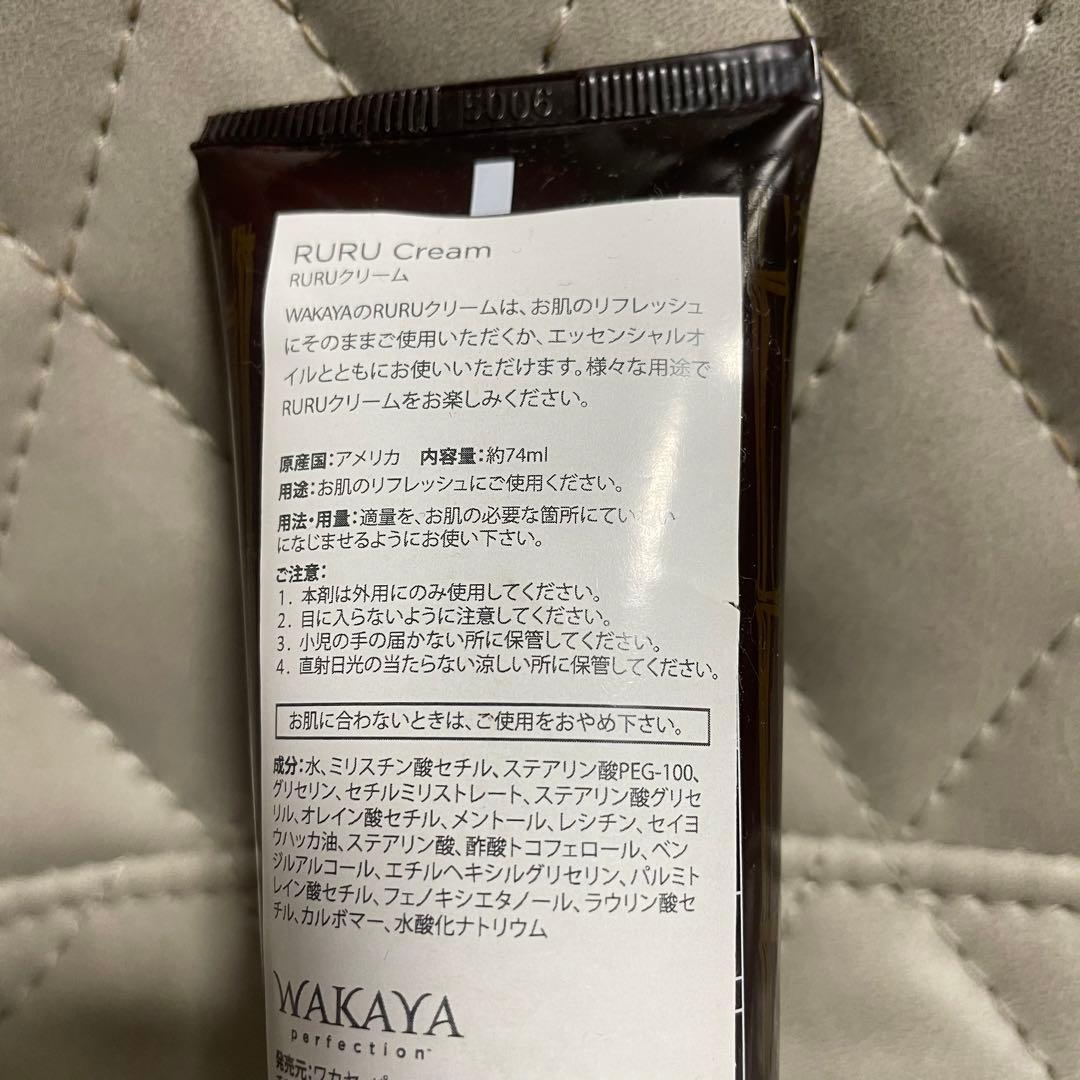 RURU Cream
RURUクリーム
WAKAYAのRURUクリームは、お肌のリフレッシュ
にそのままご使用いただくか、エッセンシャルオ
イルとともにお使いいただけます。様々な用途で
RURUクリームをお楽しみください。
原産国:アメリカ 内容量:約74ml
用途:お肌のリフレッシュにご使用ください。
用法・用量:適量を、お肌の必要な箇所にていねい
になじませるようにお使い下さい。
ご注意:
1. 本剤は外用にのみ使用してください。
2. 目に入らないように注意してください。
3. 小児の手の届かない所に保管してください。
4. 直射日光の当たらない涼しい所に保管してください。
お肌に合わないときは、ご使用をおやめ下さい。
成分:水、ミリスチン酸セチル、ステアリン酸PEG-100、
グリセリン、セチルミリストレート、ステアリン酸グリセ
リル、オレイン酸セチル、メントール、レシチン、セイヨ
ウハッカ油、ステアリン酸、酢酸トコフェロール、ベン
ジルアルコール、エチルヘキシルグリセリン、パルミト
レイン酸セチル、フェノキシエタノール、ラウリン酸セ
チル、カルボマー、水酸化ナトリウム
WAKAYA
perfection
発売元:ワカヤ